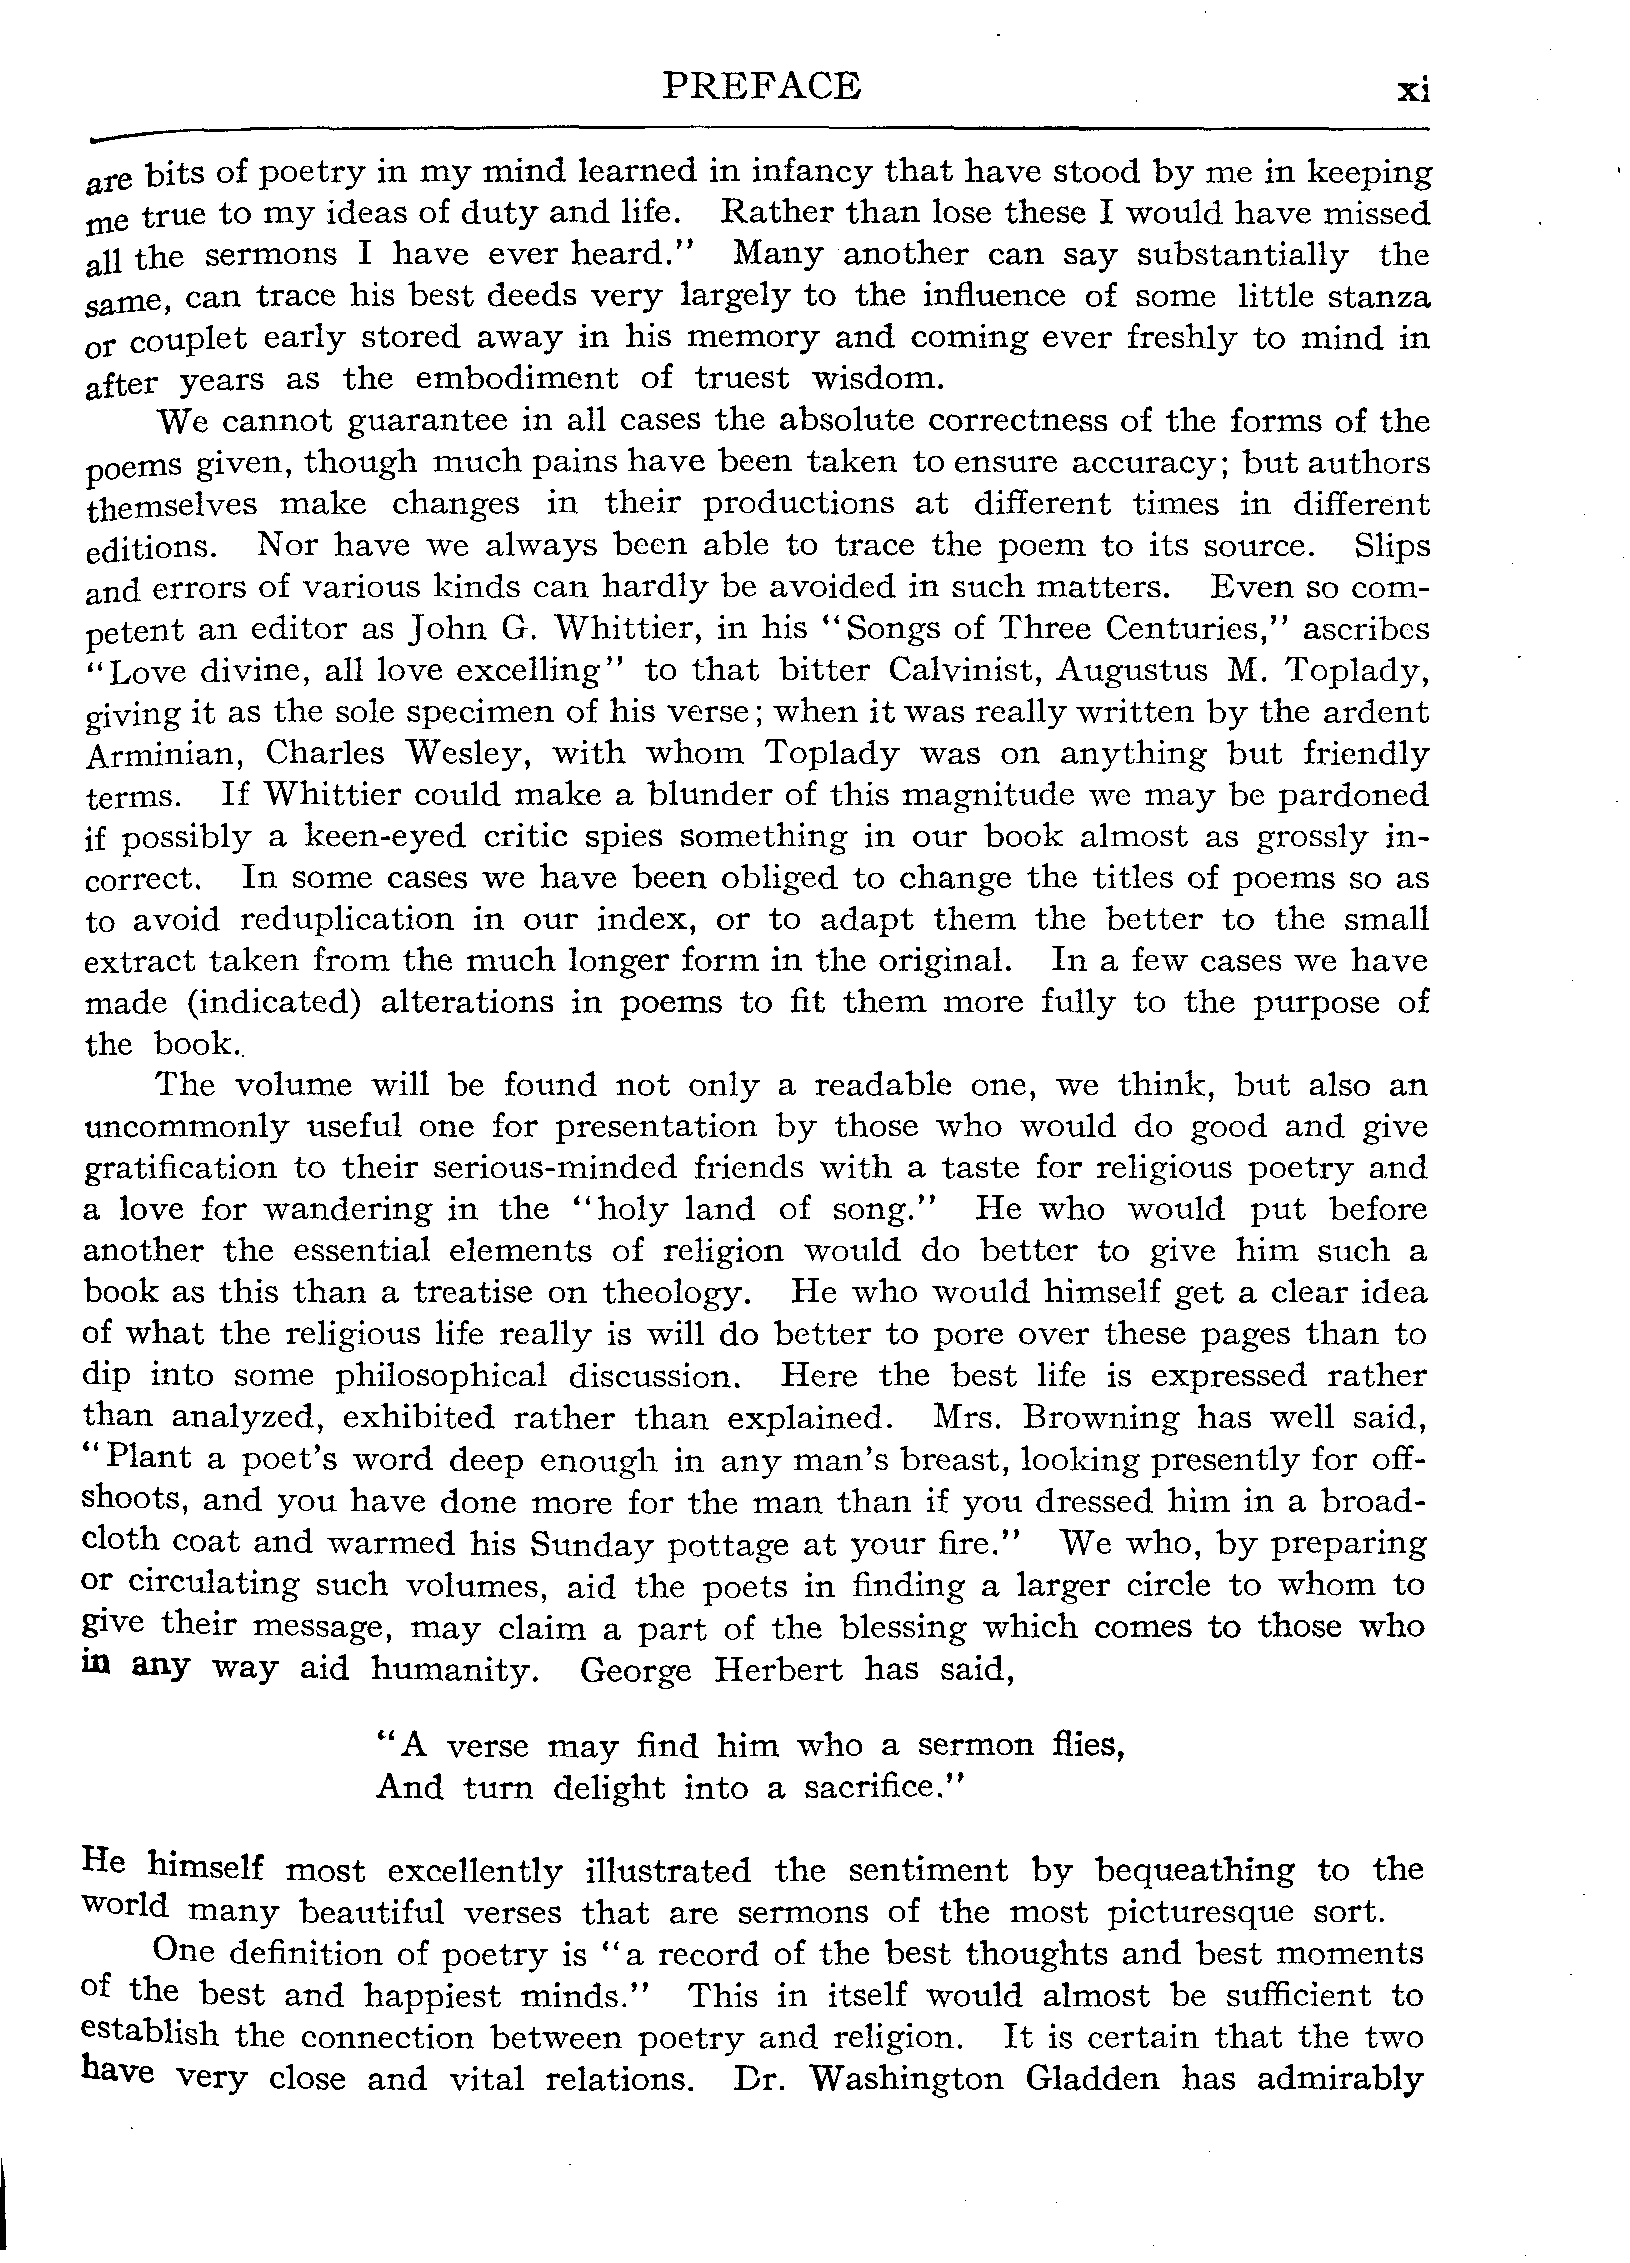 PREFACE xi
are bits of poetry in my mind learned in infancy that have stood by me in keeping
me true to my ideas of duty and life. Rather than lose these I would have missed
all the sermons I have ever heard." Many another can say substantially the
same, can trace his best deeds very largely to the influence of some little stanza
or couplet early stored away in his memory and coming ever freshly to mind in
after years as the embodiment of truest wisdom.
We cannot guarantee in all cases the absolute correctness of the forms of the
poems given, though much pains have been taken to ensure accuracy; but authors
themselves make changes in their productions at different times in different
editions. Nor have we always been able to trace the poem to its source. Slips
and errors of various kinds can hardly be avoided in such matters. Even so com-
petent an editor as John G. Whittier, in his "Songs of Three Centuries," ascribes
"Love divine, all love excelling" to that bitter Calvinist, Augustus M. Toplady,
giving it as the sole specimen of his verse; when it was really written by the ardent
Arminian, Charles Wesley, with whom Toplady was on anything but friendly
terms. If Whittier could make a blunder of this magnitude we may be pardoned
if possibly a keen-eyed critic spies something in our book almost as grossly in-
correct. In some cases we have been obliged to change the titles of poems so as
to avoid reduplication in our index, or to adapt them the better to the small
extract taken from the much longer form in the original. In a few cases we have
made (indicated) alterations in poems to fit them more fully to the purpose of
the book.
The volume will be found not only a readable one, we think, but also an
uncommonly useful one for presentation by those who would do good and give
gratification to their serious-minded friends with a taste for religious poetry and
a love for wandering in the "holy land of song." He who would put before
another the essential elements of religion would do better to give him such a
book as this than a treatise on theology. He who would himself get a clear idea
of what the religious life really is will do better to pore over these pages than to
dip into some philosophical discussion. Here the best life is expressed rather
than analyzed, exhibited rather than explained. Mrs. Browning has well said,
"Plant a poet's word deep enough in any man's breast, looking presently for off-
shoots, and you have done more for the man than if you dressed him in a broad-
cloth coat and warmed his Sunday pottage at your fire." We who, by preparing
or circulating such volumes, aid the poets in finding a larger circle to whom to
give their message, may claim a part of the blessing which comes to those who
in any way aid humanity. George Herbert has said,
"A verse may find him who a sermon flies,
And turn delight into a sacrifice."
He himself most excellently illustrated the sentiment by bequeathing to the
world many beautiful verses that are sermons of the most picturesque sort.
One definition of poetry is "a record of the best thoughts and best moments
of the best and happiest minds." This in itself would almost be sufficient to
establish the connection between poetry and religion. It is certain that the two
have very close and vital relations. Dr. Washington Gladden has admirably